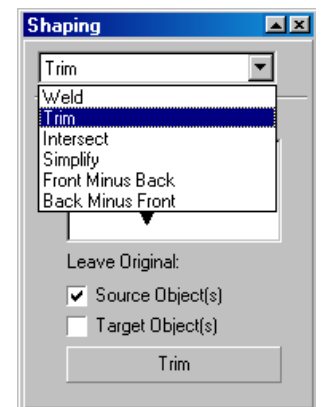 Shaping
Trim
Weld
Trim
Intersect
Simplify
Front Minus Back
Back Minus Front
Leave Original:
Source Object(s)
Target Object(s)
Trim